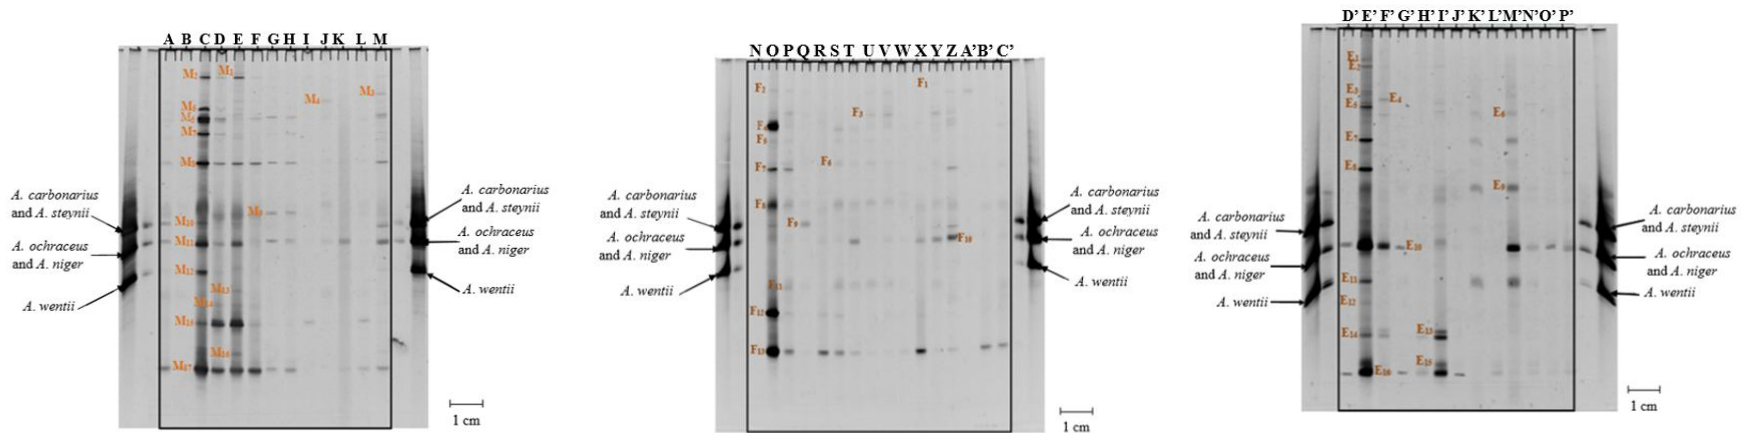 A B C D E F G H I J K L M
M₂ M₁
M₃
M₄
M₅
M₆
M₇
M₈
M₉
M₁₀
M₁₁
M₁₂
M₁₃
M₁₄
M₁₅
M₁₆
M₁₇
A. carbonarius
and A. steynii
A. ochraceus
and A. niger
A. wentii
A. carbonarius
and A. steynii
A. ochraceus
and A. niger
A. wentii
1 cm
N O P Q R S T U V W X Y Z A’ B’ C’
F₁
F₂
F₃
F₇
F₈
F₉
F₁₀
F₁₁
F₁₂
F₁₃
A. carbonarius
and A. steynii
A. ochraceus
and A. niger
A. wentii
A. carbonarius
and A. steynii
A. ochraceus
and A. niger
A. wentii
1 cm
D’ E’ F’ G’ H’ I’ J’ K’ L’ M’ N’ O’ P’
E₁
E₂
E₃
E₄
E₅
E₆
E₇
E₈
E₉
E₁₀
E₁₁
E₁₂
E₁₃
E₁₄
E₁₅
E₁₆
A. carbonarius
and A. steynii
A. ochraceus
and A. niger
A. wentii
A. carbonarius
and A. steynii
A. ochraceus
and A. niger
A. wentii
1 cm